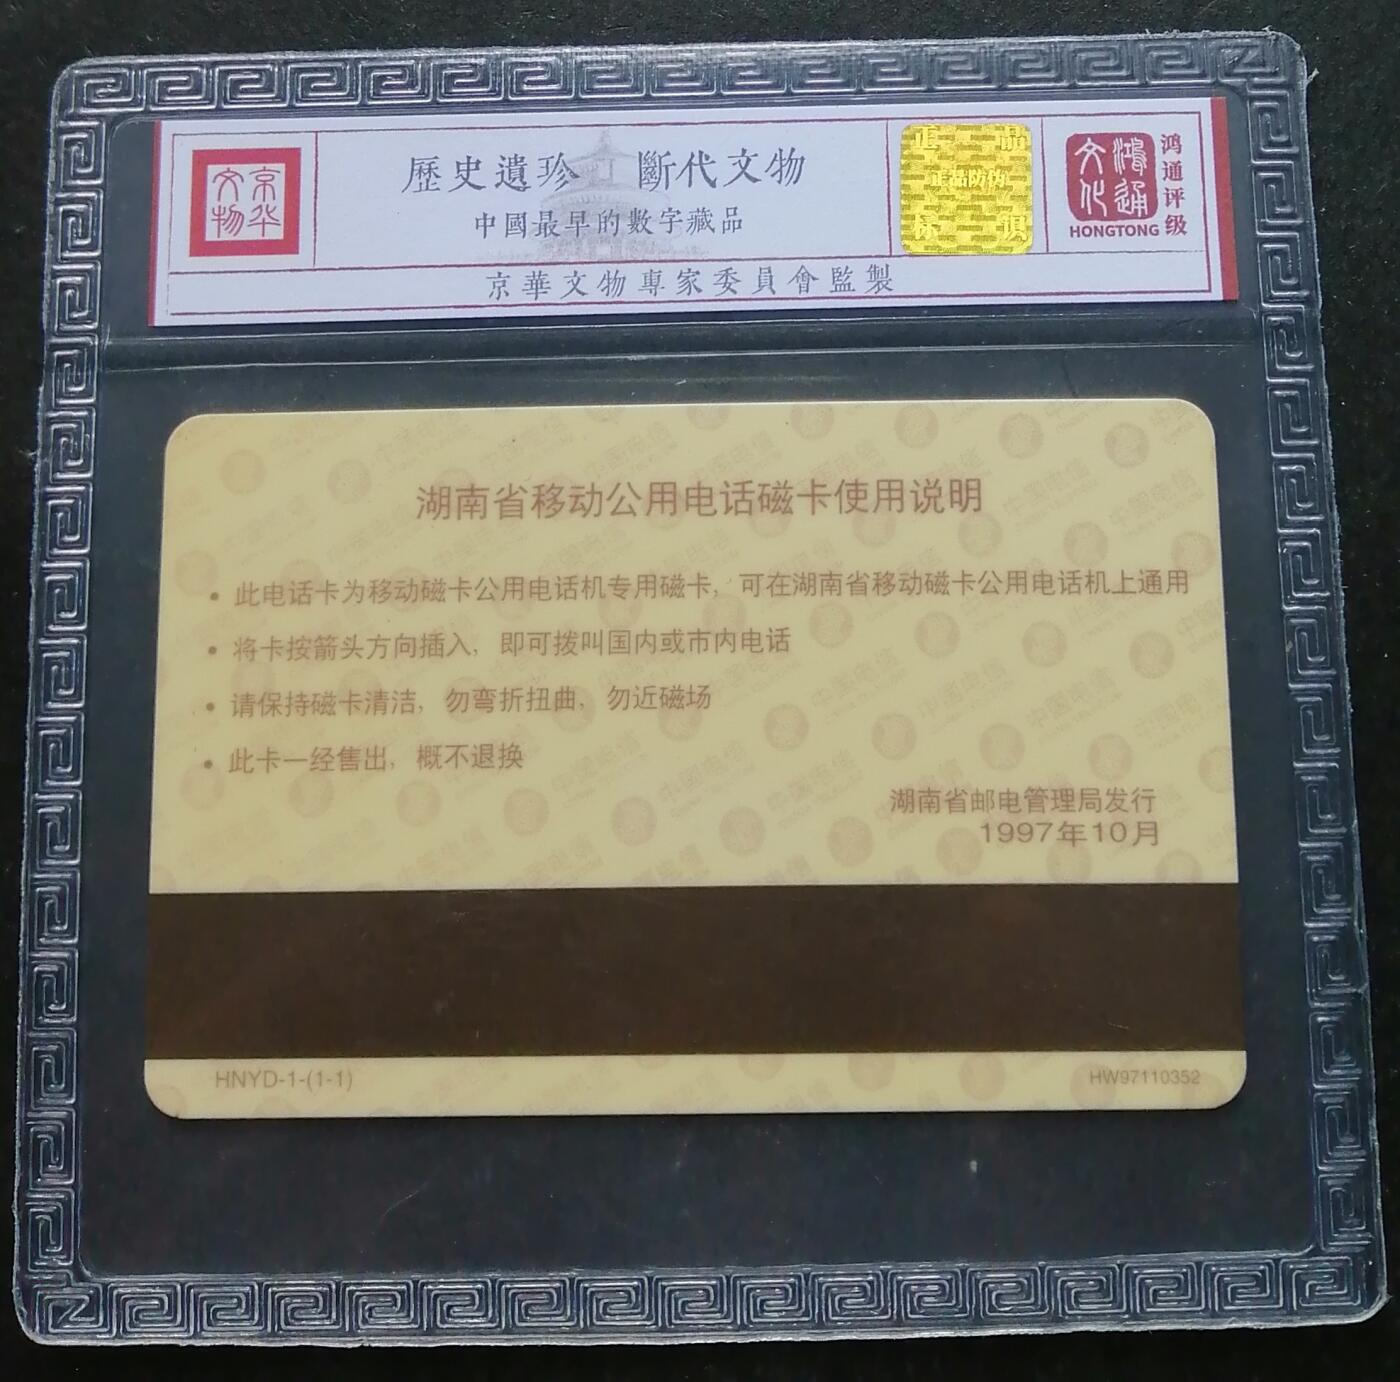 京华文物
歷史遺珍 斷代文物
中國最早的數字藏品
京華文物專家委員會監製
正品
正品防伪
标识
鸿通文化
HONGTONG
鸿通评级
湖南省移动公用电话磁卡使用说明
• 此电话卡为移动磁卡公用电话机专用磁卡，可在湖南省移动磁卡公用电话机上通用
• 将卡按箭头方向插入，即可拨叫国内或市内电话
• 请保持磁卡清洁，勿弯折扭曲，勿近磁场
• 此卡一经售出，概不退换
湖南省邮电管理局发行
1997年10月
HNYD-1-(1-1)
HW97110352